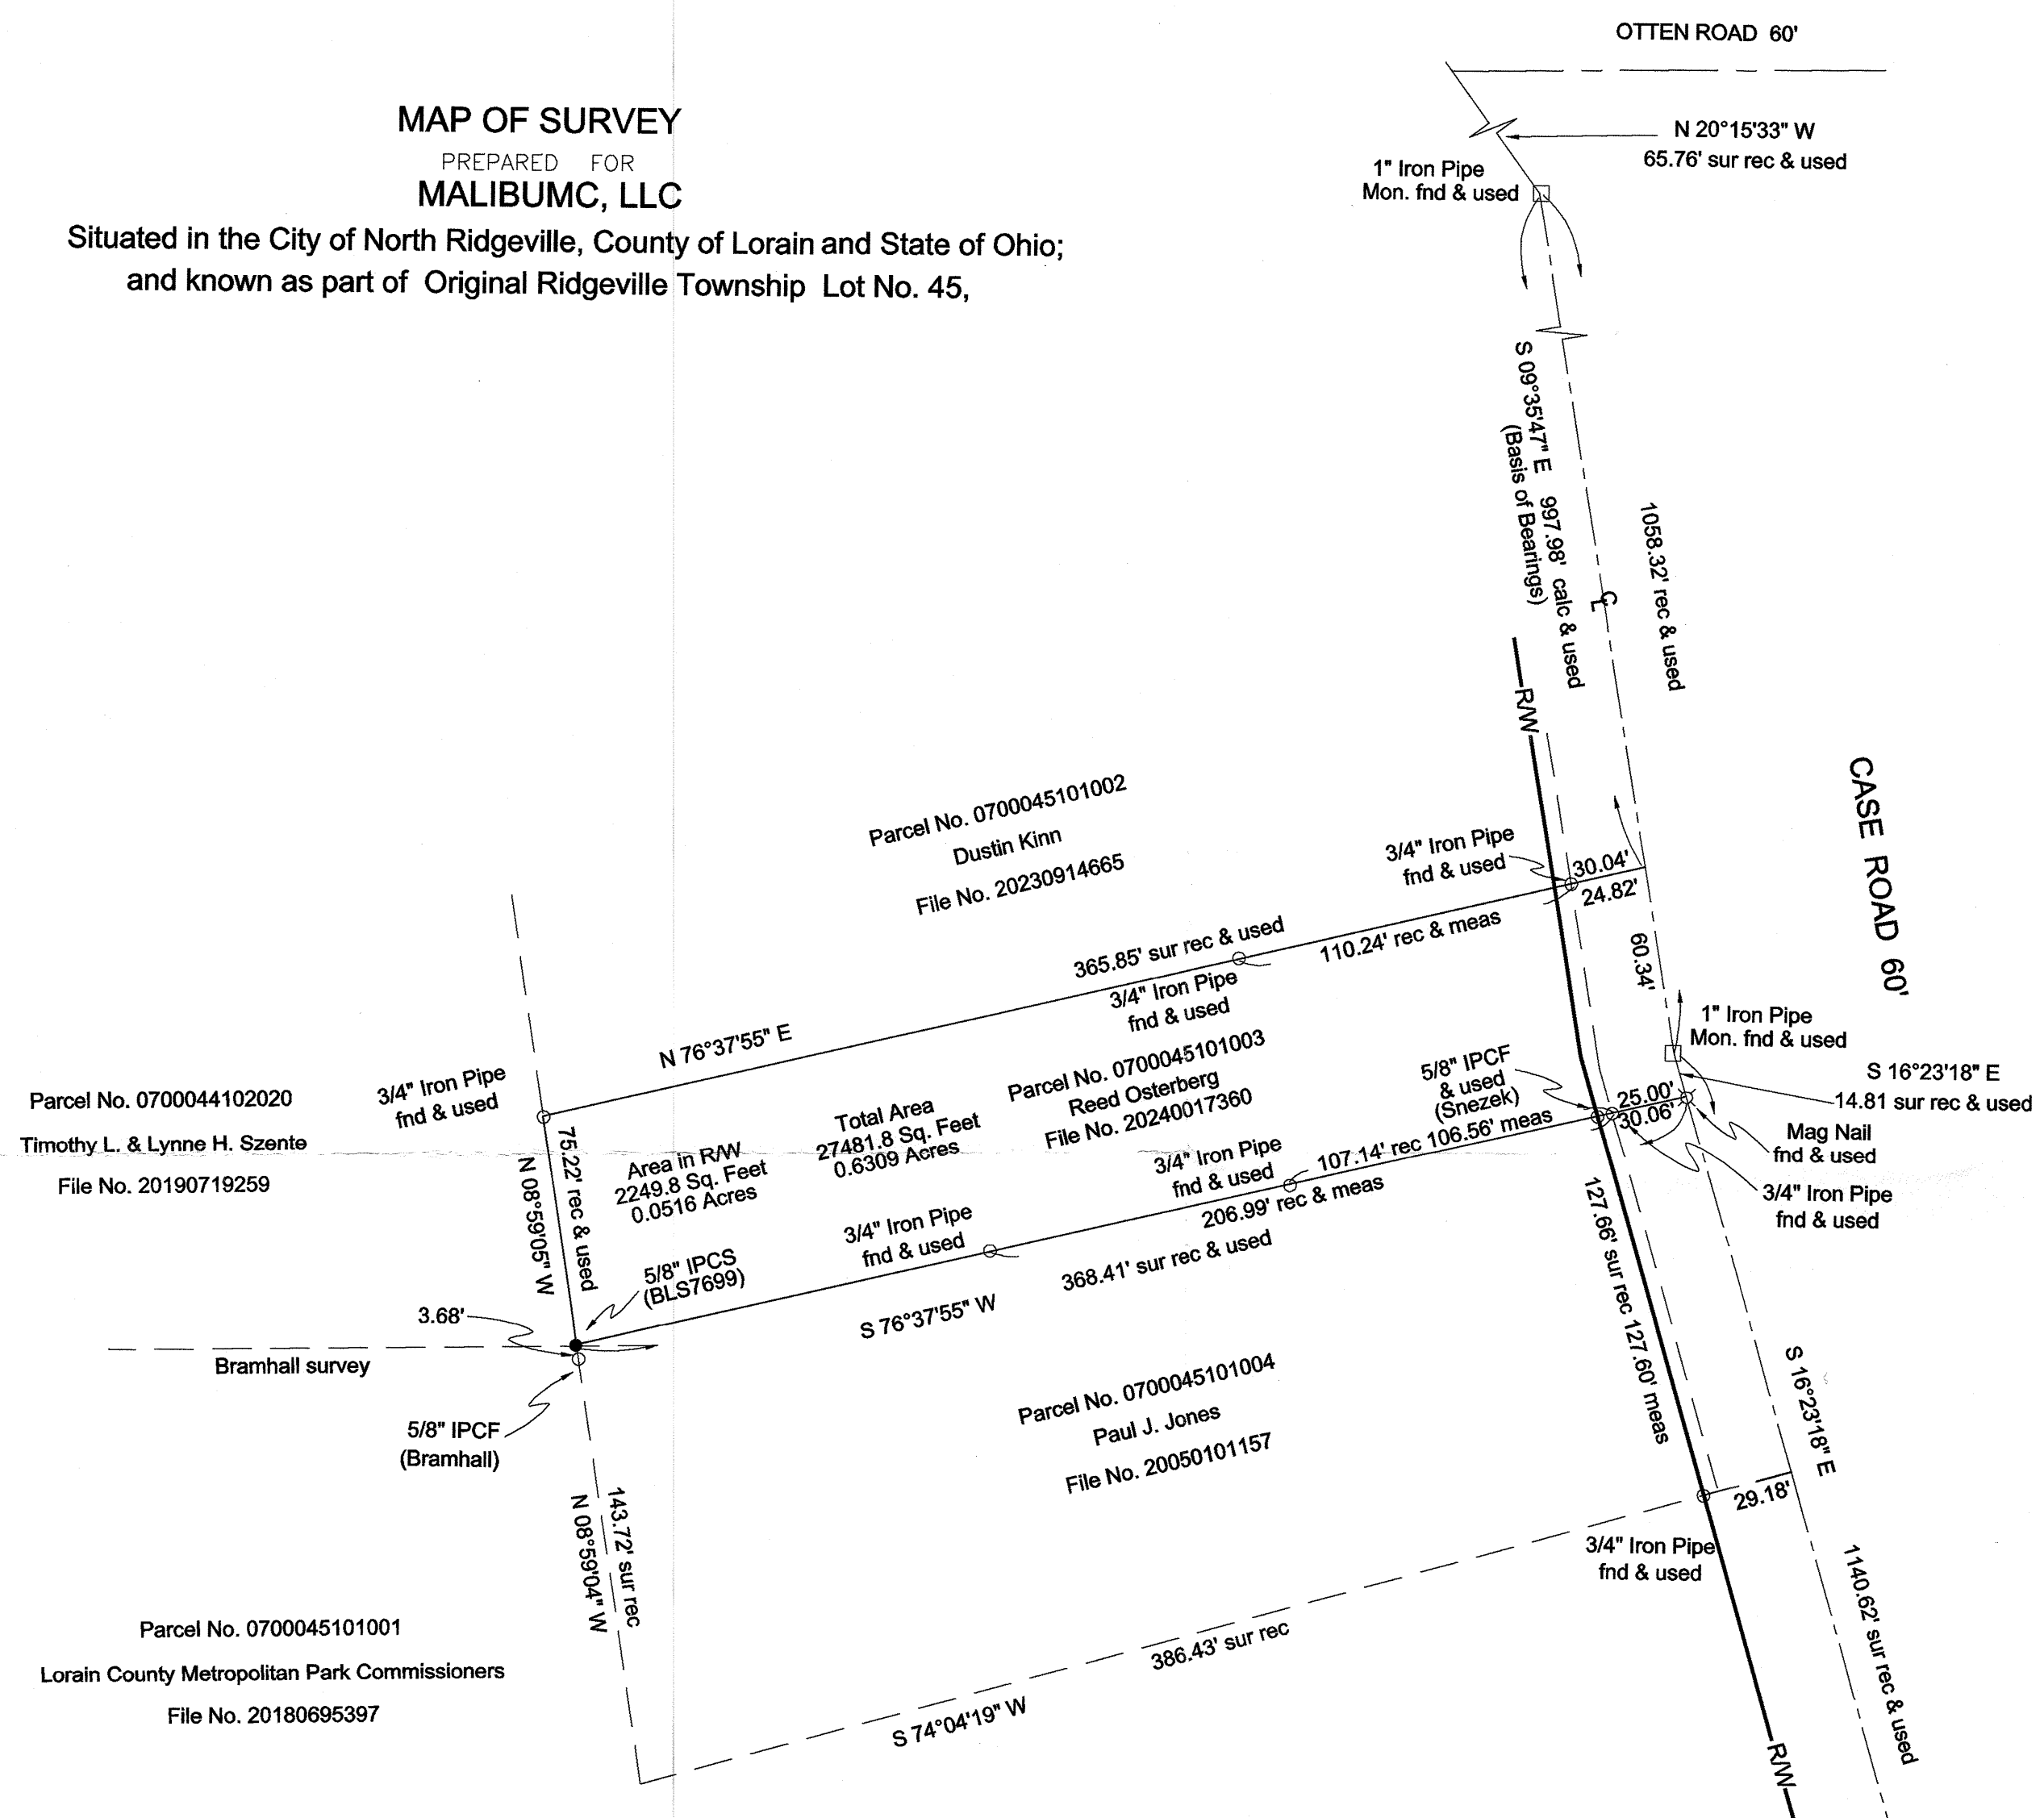 OTTEN ROAD 60'
MAP OF SURVEY
PREPARED FOR
MALIBUMC, LLC
Situated in the City of North Ridgeville, County of Lorain and State of Ohio;
and known as part of Original Ridgeville Township Lot No. 45,
N 20°15'33" W
65.76' sur rec & used
1" Iron Pipe
Mon. fnd & used
S 09°35'47" E 997.98' calc & used
(Basis of Bearings)
1058.32' rec & used
CL
R/W
CASE ROAD 60'
Parcel No. 0700045101002
Dustin Kinn
File No. 20230914665
3/4" Iron Pipe
fnd & used
30.04'
24.82'
60.34'
365.85' sur rec & used
110.24' rec & meas
3/4" Iron Pipe
fnd & used
N 76°37'55" E
1" Iron Pipe
Mon. fnd & used
S 16°23'18" E
14.81 sur rec & used
Mag Nail
fnd & used
3/4" Iron Pipe
fnd & used
5/8" IPCF
& used
(Snezek)
25.00'
30.06'
Parcel No. 0700045101003
Reed Osterberg
File No. 20240017360
Total Area
27481.8 Sq. Feet
0.6309 Acres
Area in R/W
2249.8 Sq. Feet
0.0516 Acres
Parcel No. 0700044102020
Timothy L. & Lynne H. Szente
File No. 20190719259
3/4" Iron Pipe
fnd & used
75.22' rec & used
N 08°59'05" W
3/4" Iron Pipe
fnd & used
107.14' rec 106.56' meas
206.99' rec & meas
3/4" Iron Pipe
fnd & used
368.41' sur rec & used
S 76°37'55" W
5/8" IPCS
(BLS7699)
3.68'
Bramhall survey
5/8" IPCF
(Bramhall)
127.66' sur rec 127.60' meas
S 16°23'18" E
Parcel No. 0700045101004
Paul J. Jones
File No. 20050101157
29.18'
3/4" Iron Pipe
fnd & used
143.72' sur rec
N 08°59'04" W
1140.62' sur rec & used
386.43' sur rec
S 74°04'19" W
Parcel No. 0700045101001
Lorain County Metropolitan Park Commissioners
File No. 20180695397
R/W